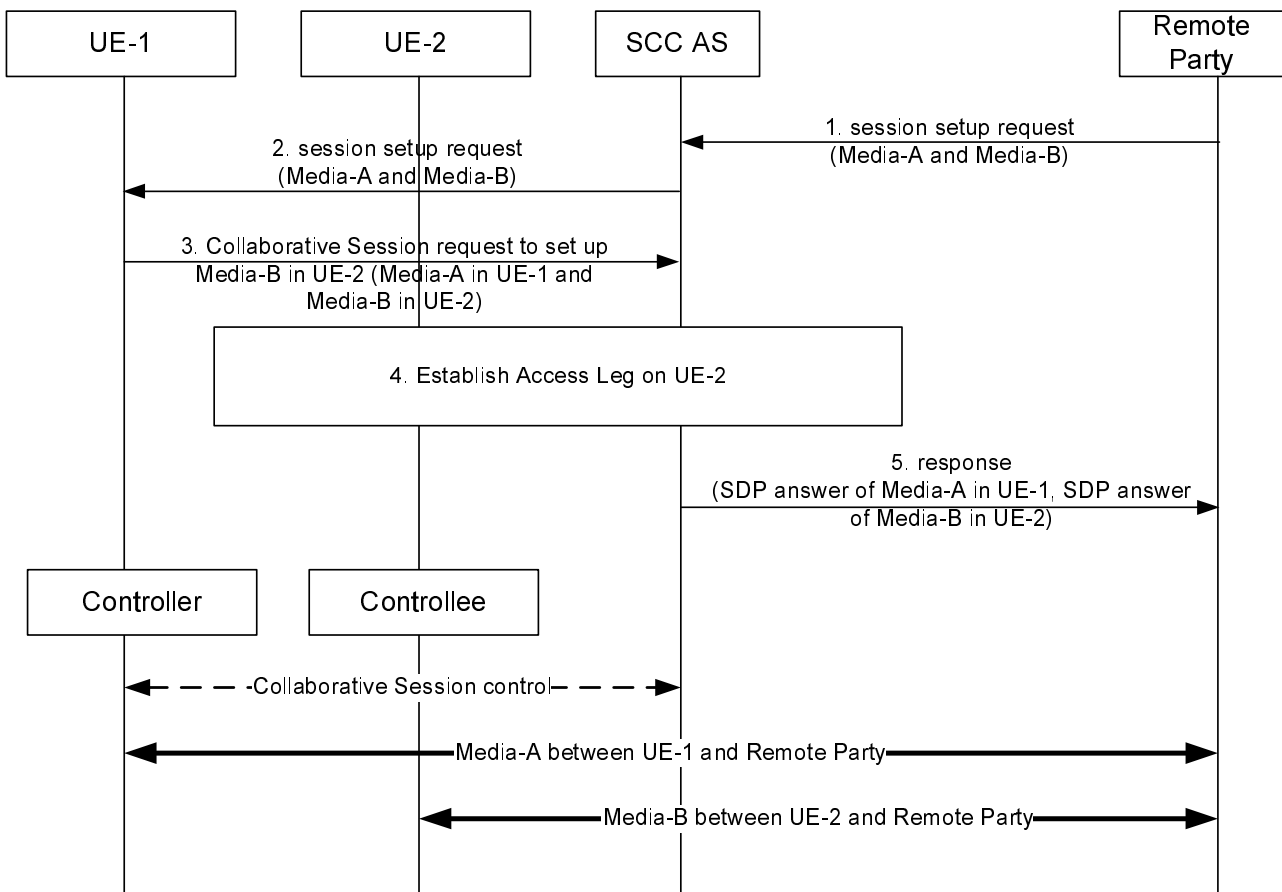 UE-1
UE-2
SCC AS
Remote
Party
1. session setup request
(Media-A and Media-B)
2. session setup request
(Media-A and Media-B)
3. Collaborative Session request to set up
Media-B in UE-2 (Media-A in UE-1 and
Media-B in UE-2)
4. Establish Access Leg on UE-2
5. response
(SDP answer of Media-A in UE-1, SDP answer
of Media-B in UE-2)
Controller
Controllee
Collaborative Session control
Media-A between UE-1 and Remote Party
Media-B between UE-2 and Remote Party